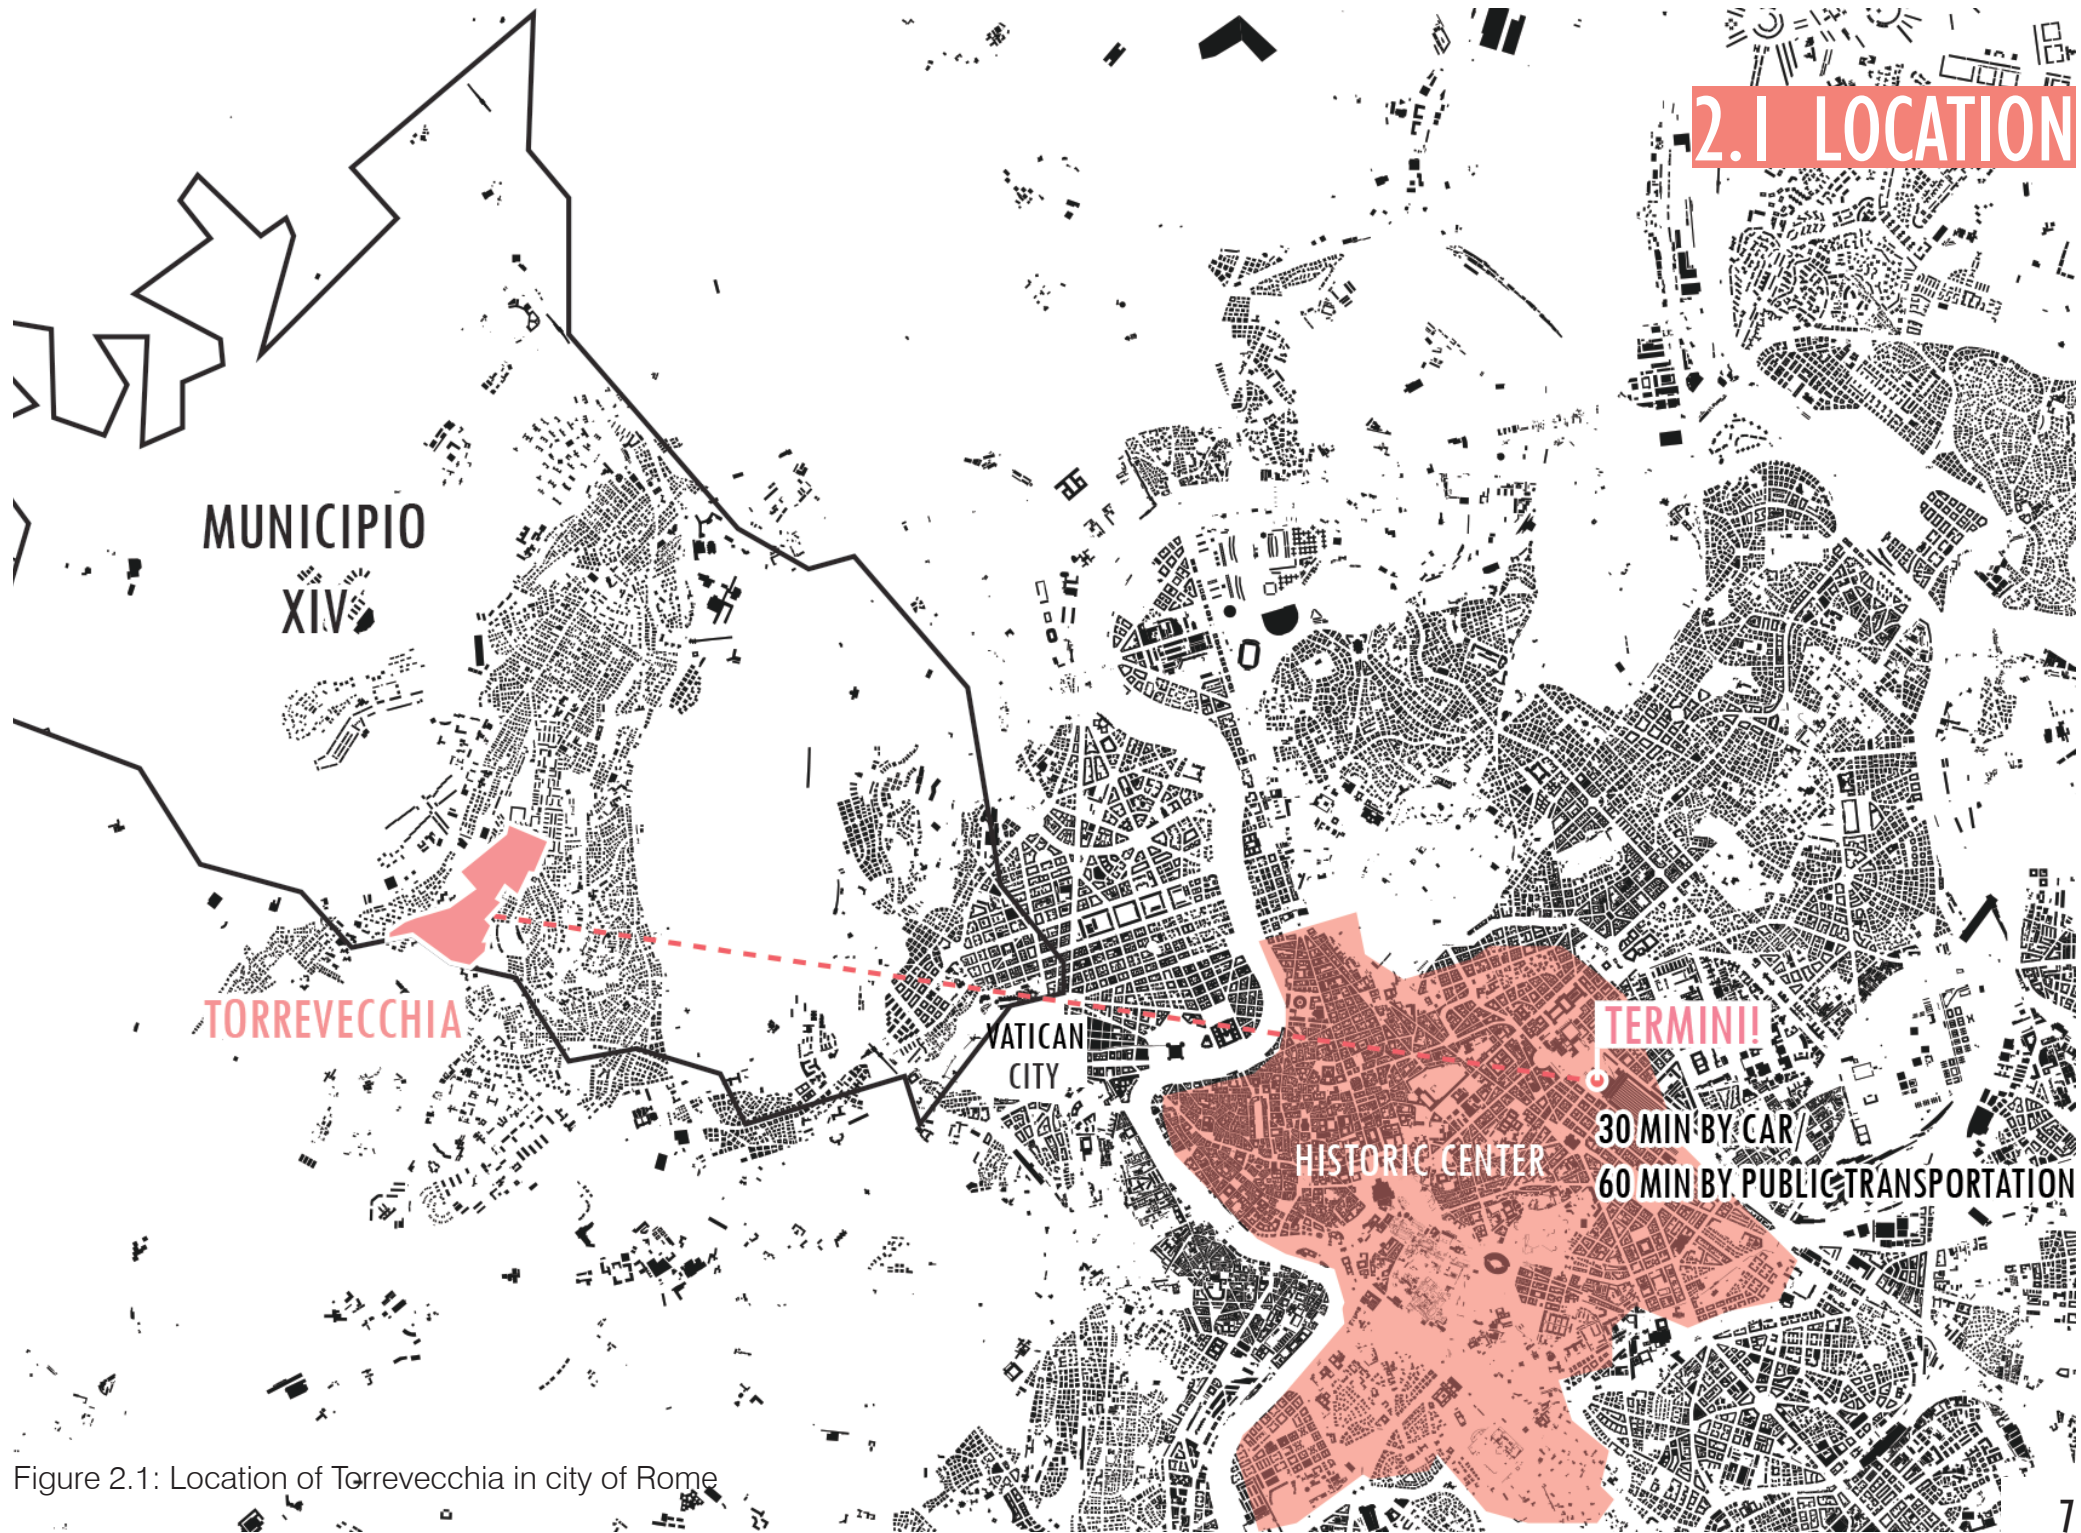 2.1 LOCATION
MUNICIPIO
XIV
TORREVECCHIA
VATICAN
CITY
TERMINI!
30 MIN BY CAR/
60 MIN BY PUBLIC TRANSPORTATION
HISTORIC CENTER
Figure 2.1: Location of Torrevecchia in city of Rome
7